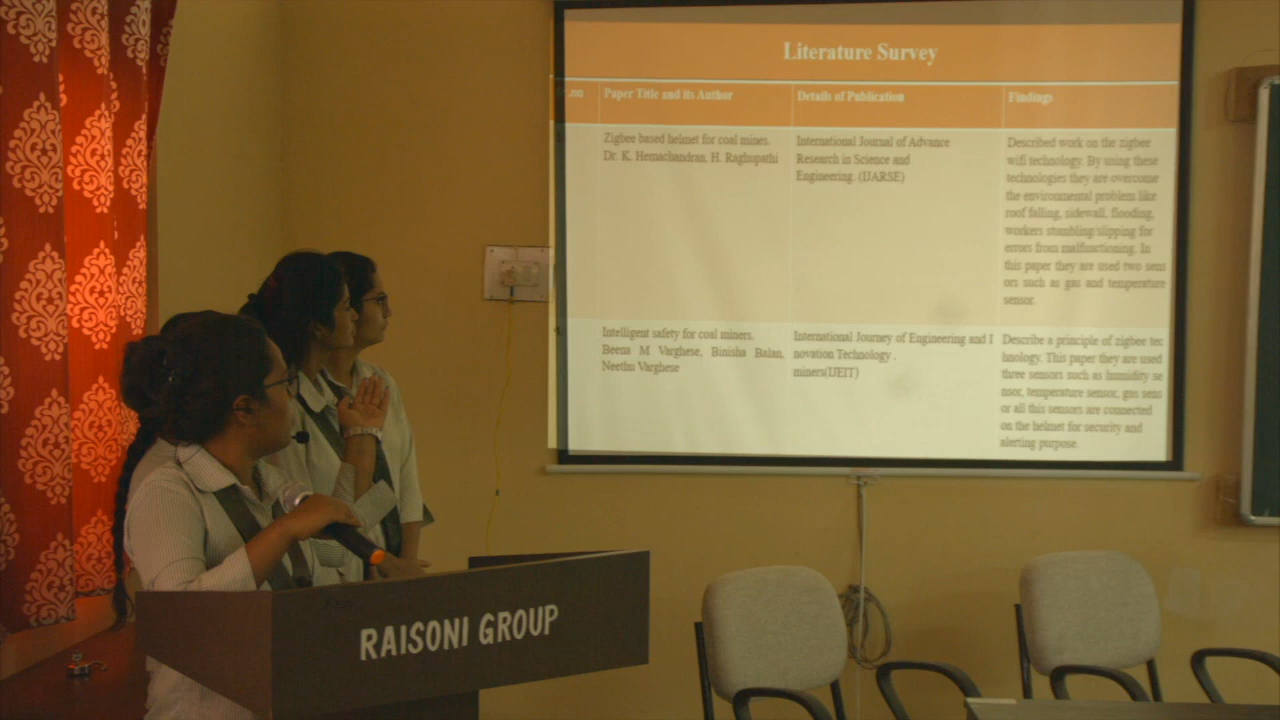 Literature Survey
.no
Paper Title and its Author
Details of Publication
Findings
Zigbee based helmet for coal mines.
Dr. K. Hemachandran, H. Raghupathi
International Journal of Advance
Research in Science and
Engineering. (IJARSE)
Described work on the zigbee
wifi technology. By using these
technologies they are overcome
the environmental problem like
roof falling, sidewall, flooding,
workers stumbling/slipping for
errors from malfunctioning. In
this paper they are used two sens
ors such as gas and temperature
sensor.
Intelligent safety for coal miners.
Beena M Varghese, Binisha Balan,
Neethu Varghese
International Journey of Engineering and I
novation Technology .
miners(IJEIT)
Describe a principle of zigbee tec
hnology. This paper they are used
three sensors such as humidity se
nsor, temperature sensor, gas sens
or all this sensors are connected
on the helmet for security and
alerting purpose.
RAISONI GROUP